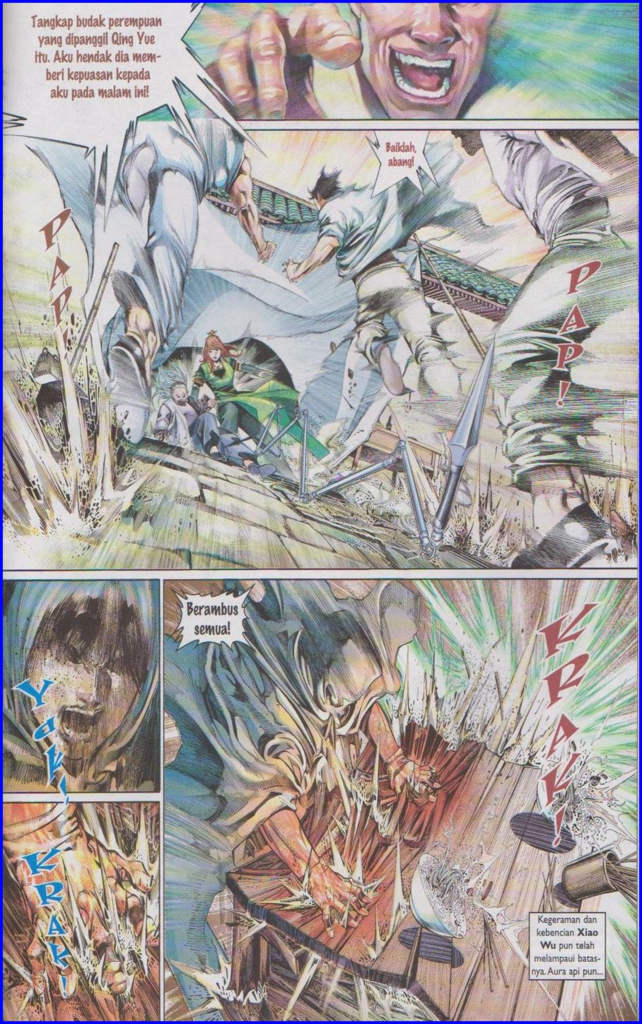 Tangkap budak perempuan
yang dipanggil Qing Yue
itu. Aku hendak dia mem-
beri kepuasan kepada
aku pada malam ini!
Baiklah,
abang!
PAP!
PAP!
Berambus
semua!
Yak!
KRAK!
KRAK!
Kegeraman dan
kebencian Xiao
Wu pun telah
melampaui batas-
nya. Aura api pun...